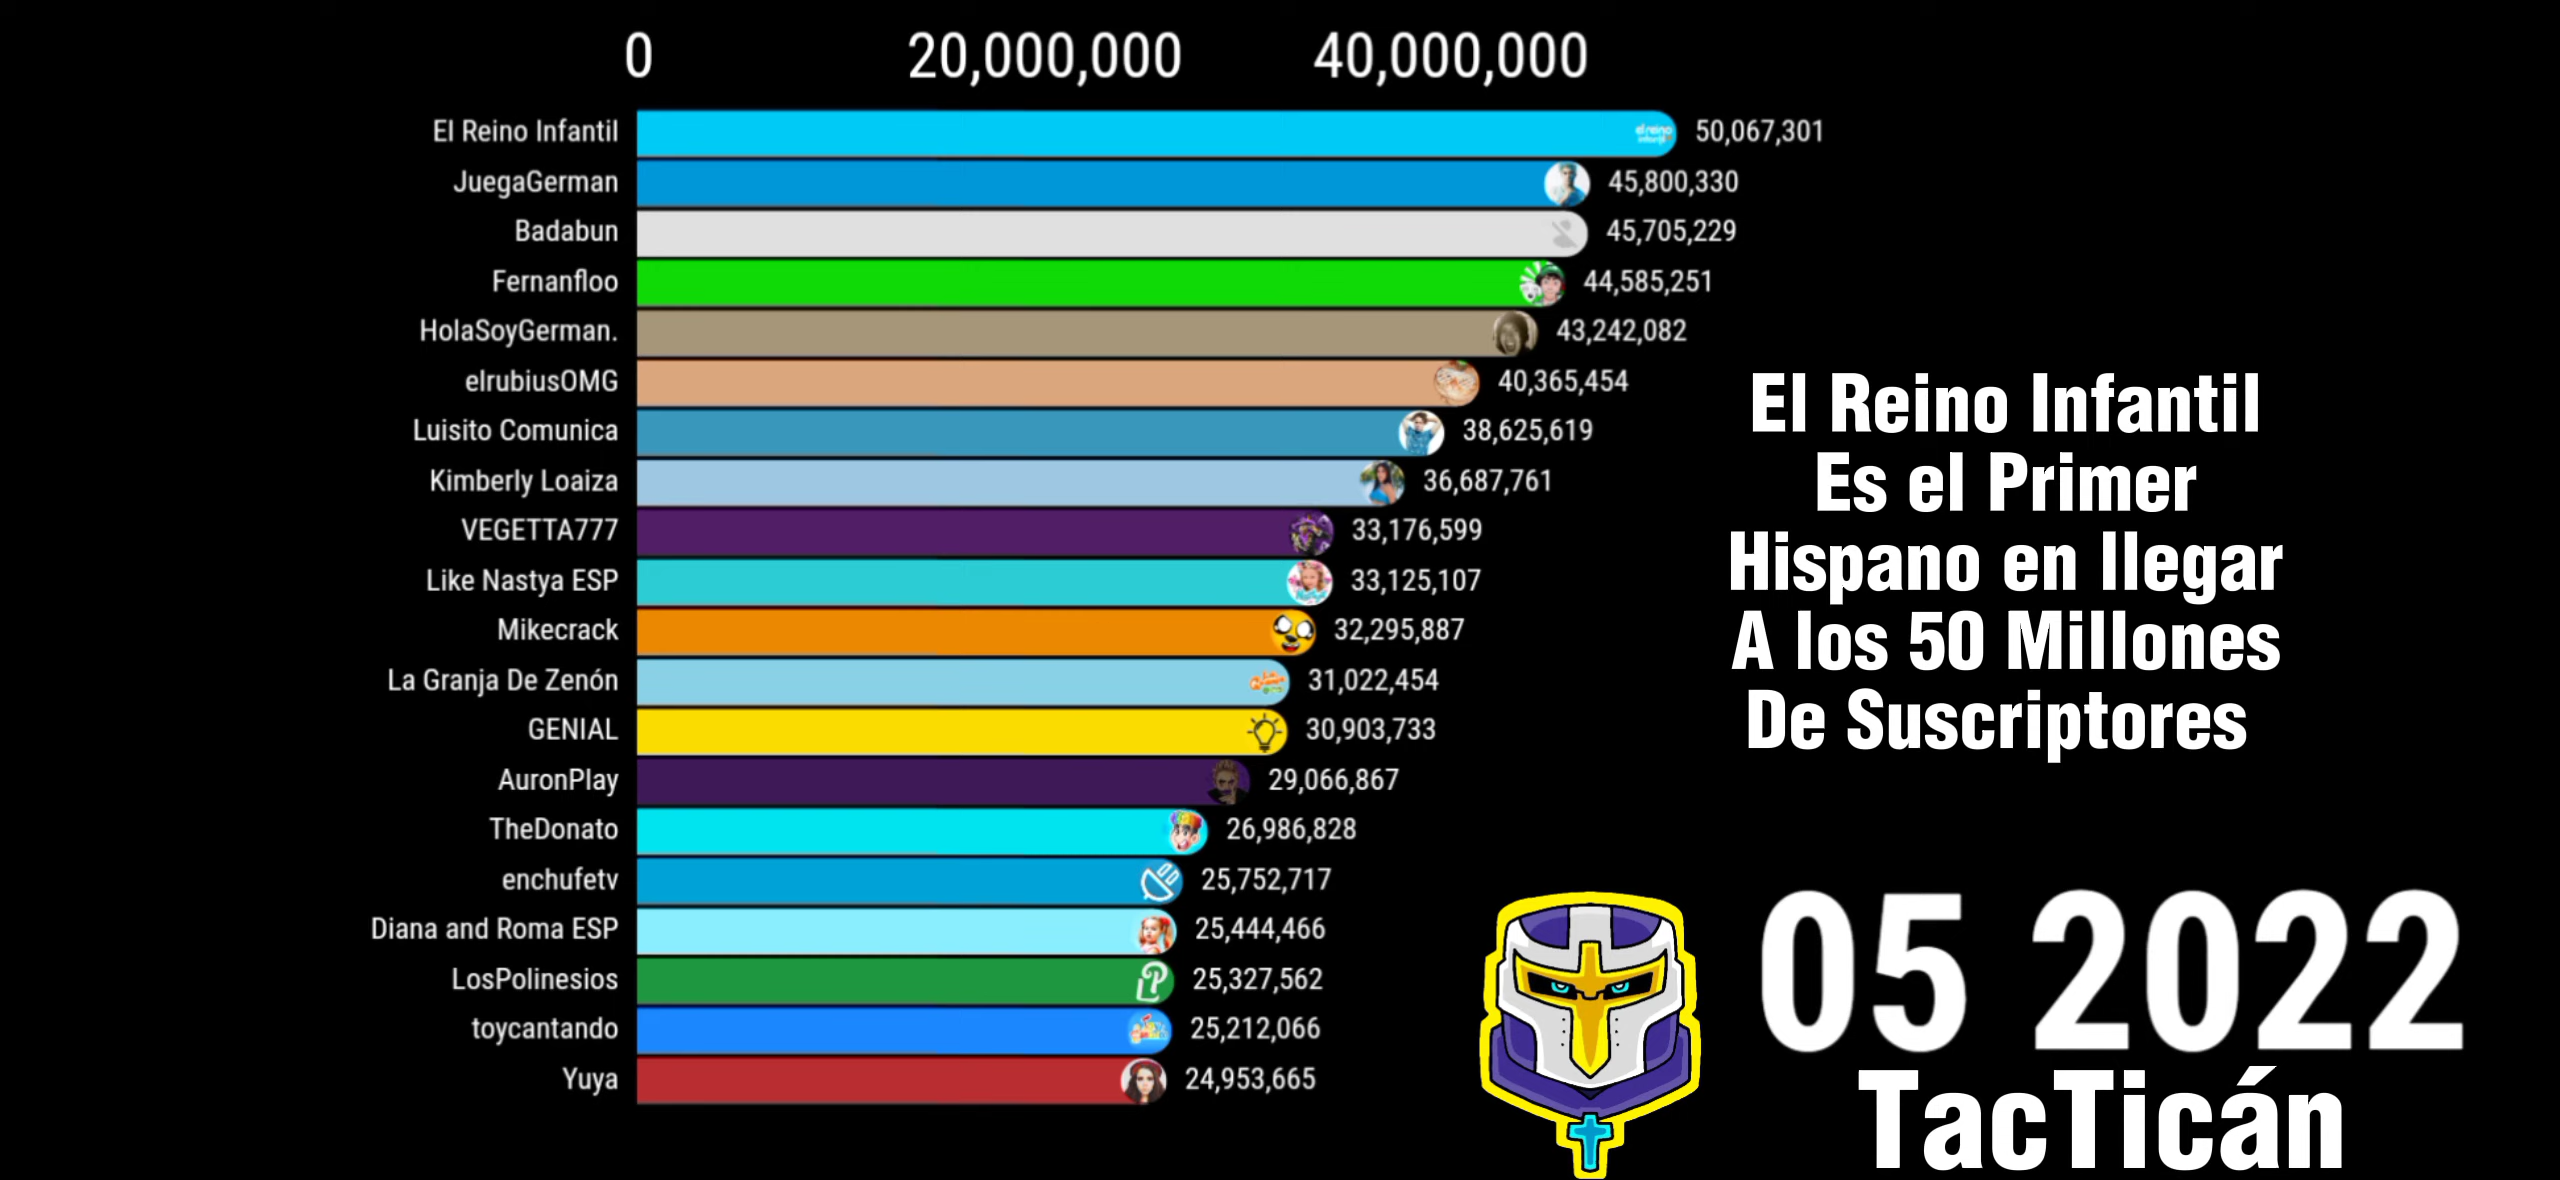 0 20,000,000 40,000,000
El Reino Infantil 50,067,301
JuegaGerman 45,800,330
Badabun 45,705,229
Fernanfloo 44,585,251
HolaSoyGerman. 43,242,082
elrubiusOMG 40,365,454
Luisito Comunica 38,625,619
Kimberly Loaiza 36,687,761
VEGETTA777 33,176,599
Like Nastya ESP 33,125,107
Mikecrack 32,295,887
La Granja De Zenón 31,022,454
GENIAL 30,903,733
AuronPlay 29,066,867
TheDonato 26,986,828
enchufetv 25,752,717
Diana and Roma ESP 25,444,466
LosPolinesios 25,327,562
toycantando 25,212,066
Yuya 24,953,665
El Reino Infantil
Es el Primer
Hispano en llegar
A los 50 Millones
De Suscriptores
05 2022
TacTicán